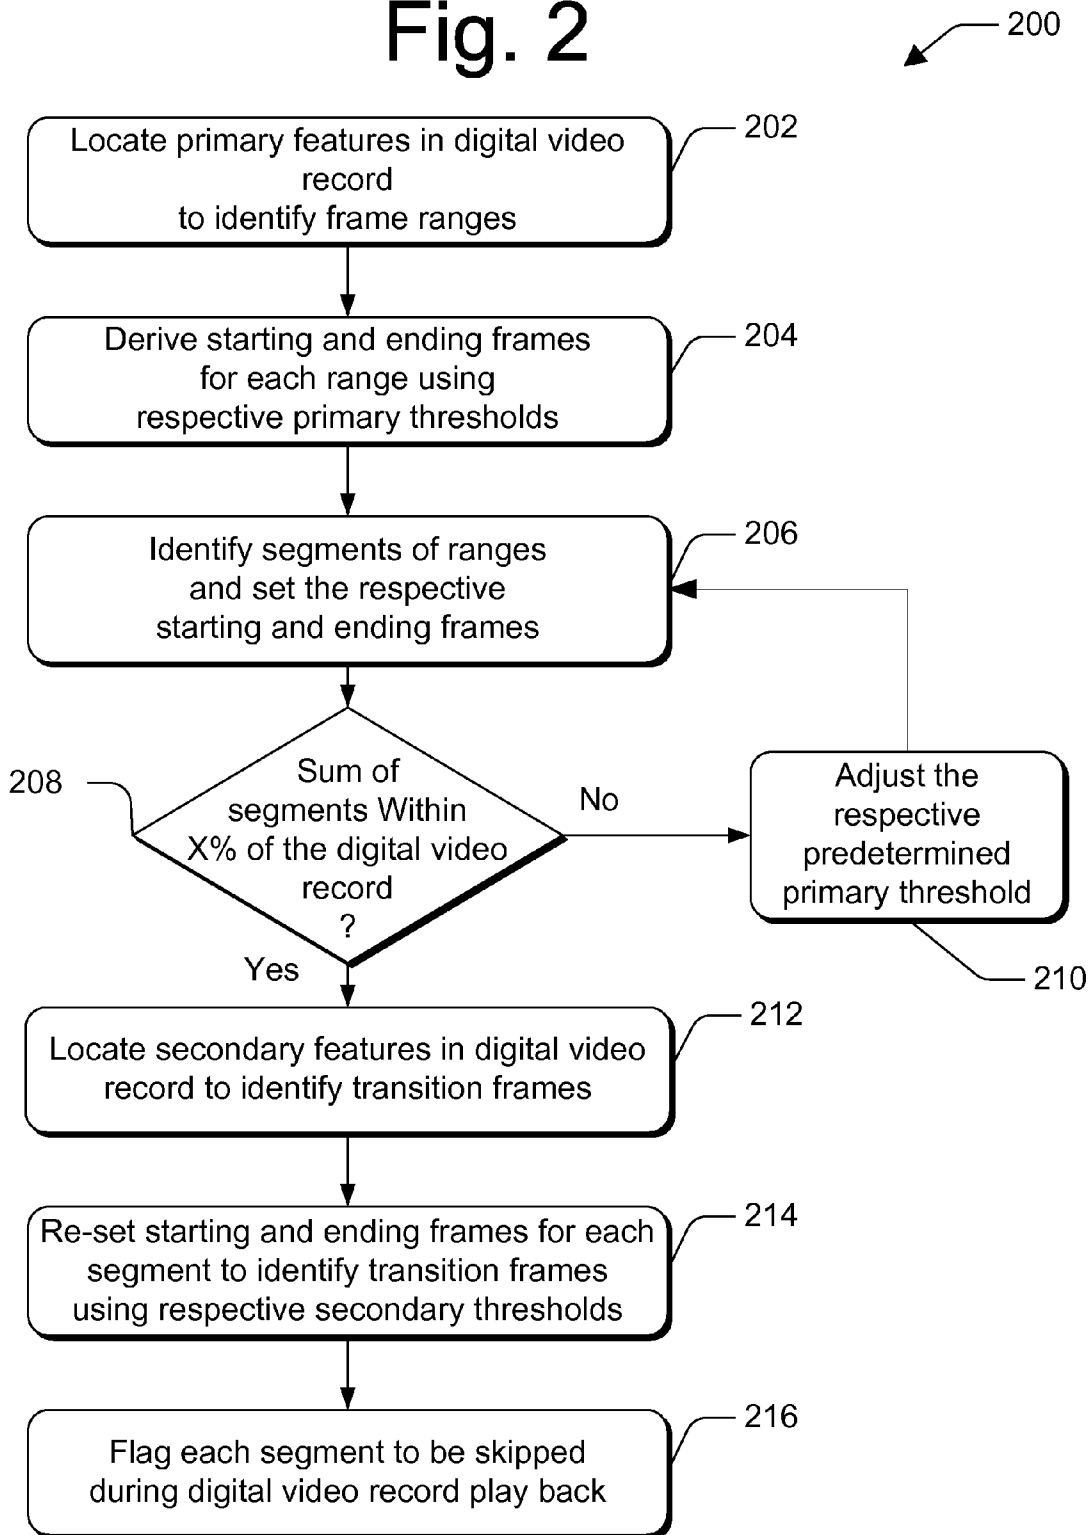 Fig. 2
200
Locate primary features in digital video
record
to identify frame ranges
202
Derive starting and ending frames
for each range using
respective primary thresholds
204
Identify segments of ranges
and set the respective
starting and ending frames
206
208
Sum of
segments Within
X% of the digital video
record
?
No
Adjust the
respective
predetermined
primary threshold
210
Yes
Locate secondary features in digital video
record to identify transition frames
212
Re-set starting and ending frames for each
segment to identify transition frames
using respective secondary thresholds
214
Flag each segment to be skipped
during digital video record play back
216